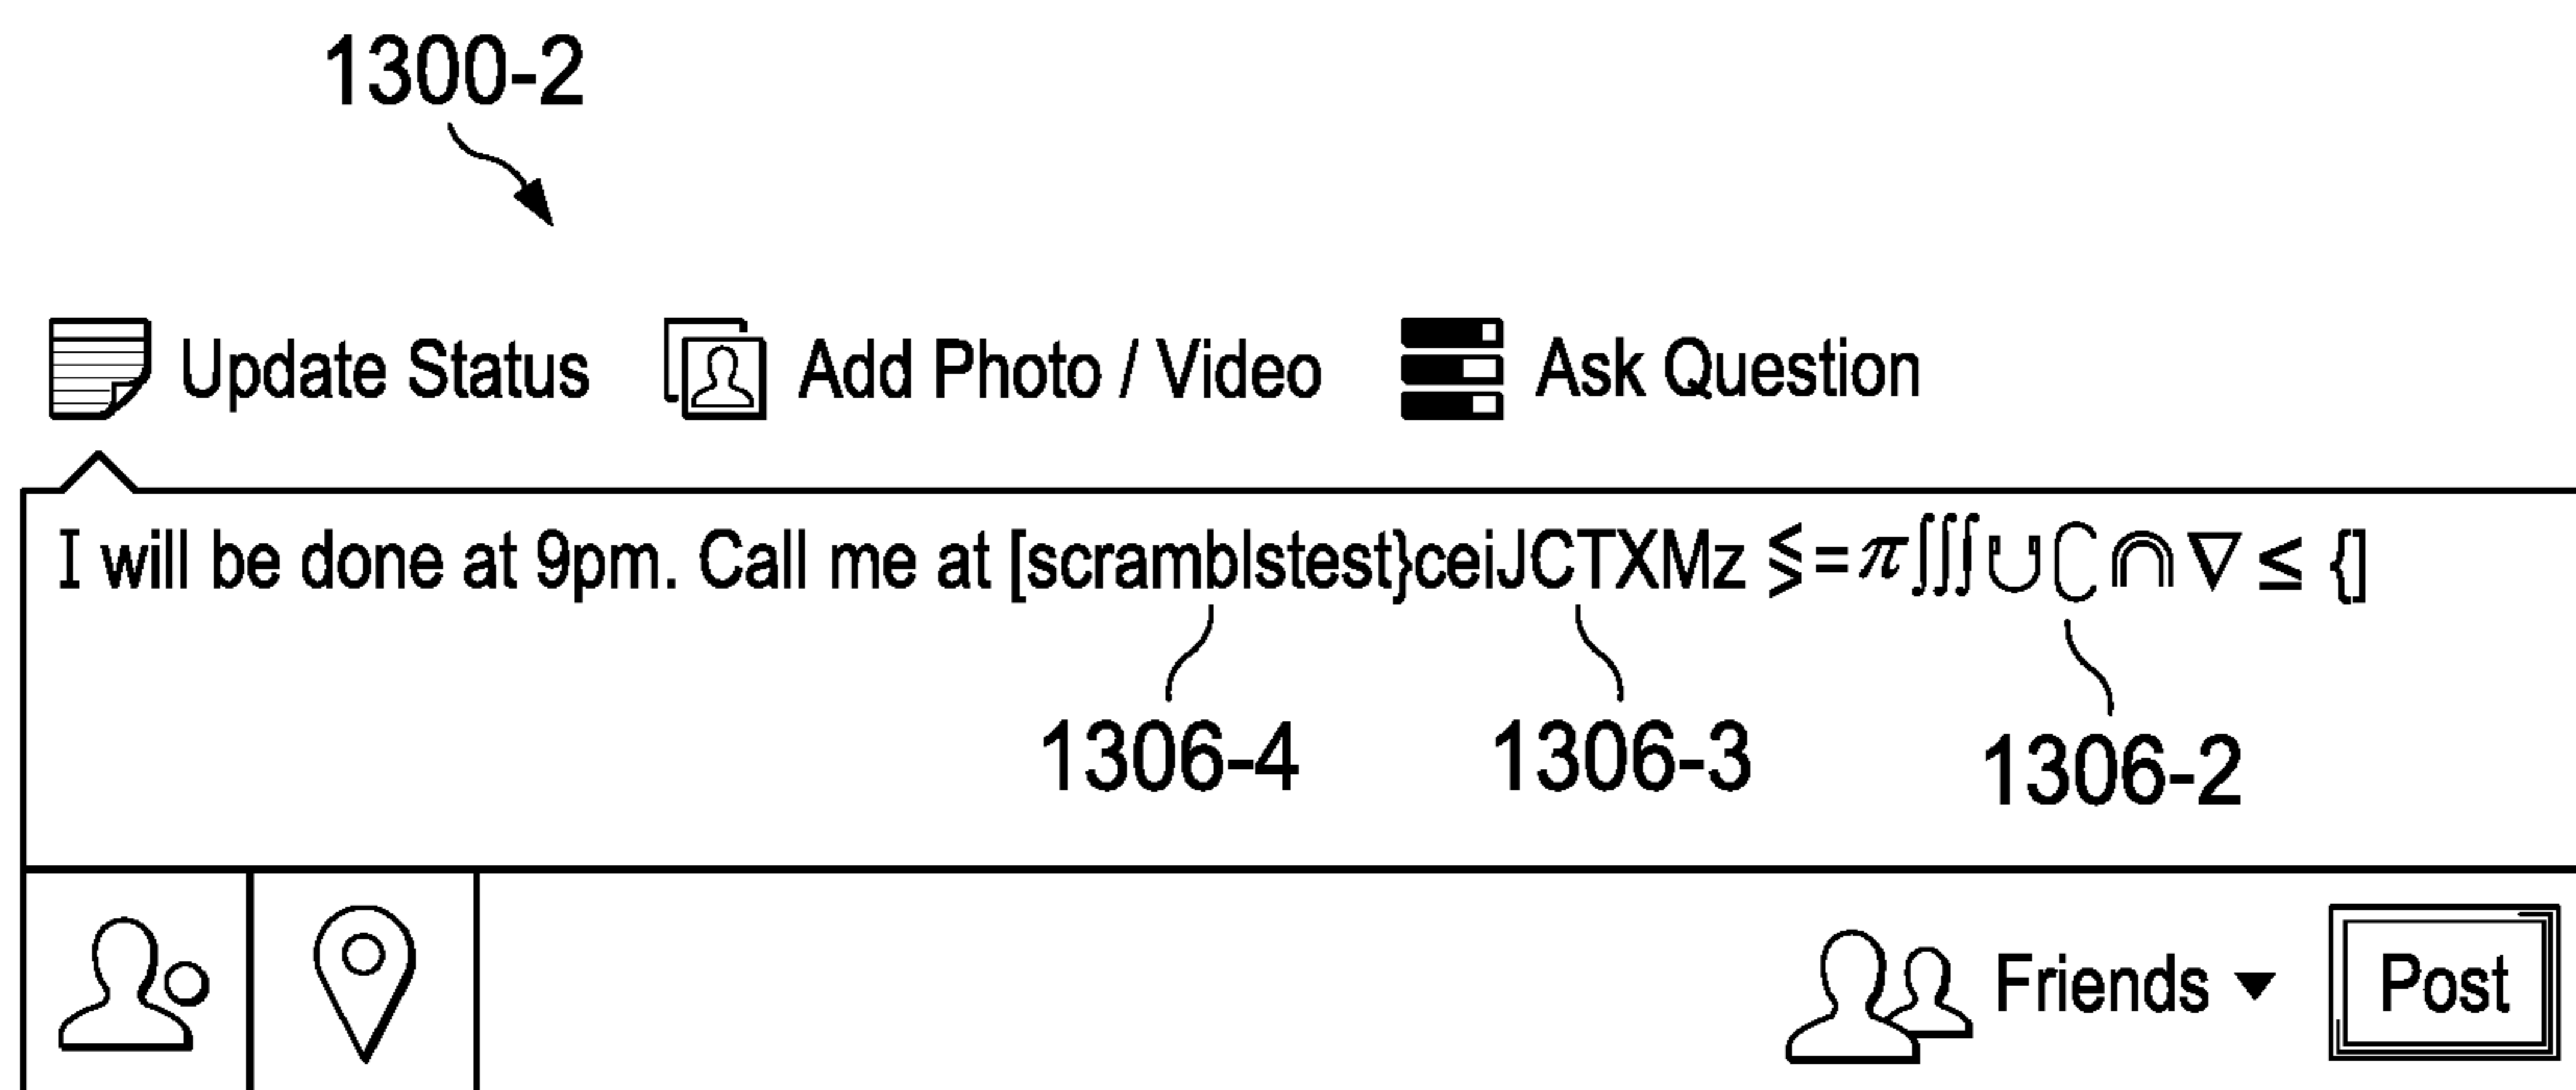 1300-2
Update Status Add Photo / Video Ask Question
I will be done at 9pm. Call me at [scramblstest}ceiJCTXMz ⋚=π∭⊍∁⋒∇≤ {]
1306-4 1306-3 1306-2
Friends ▾ Post